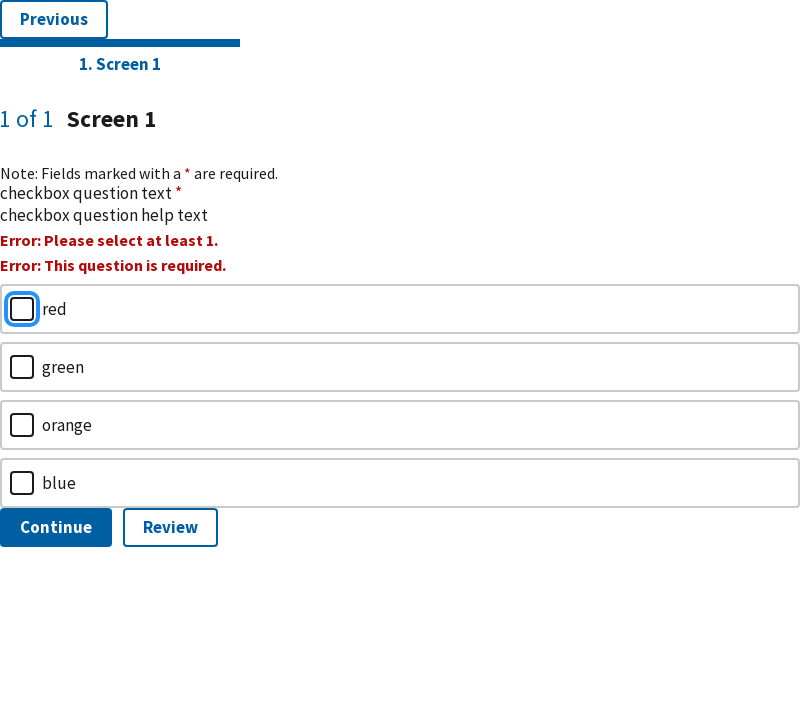 Previous
1. Screen 1
1 of 1 Screen 1
Note: Fields marked with a * are required.
checkbox question text *
checkbox question help text
Error: Please select at least 1.
Error: This question is required.
red
green
orange
blue
Continue Review